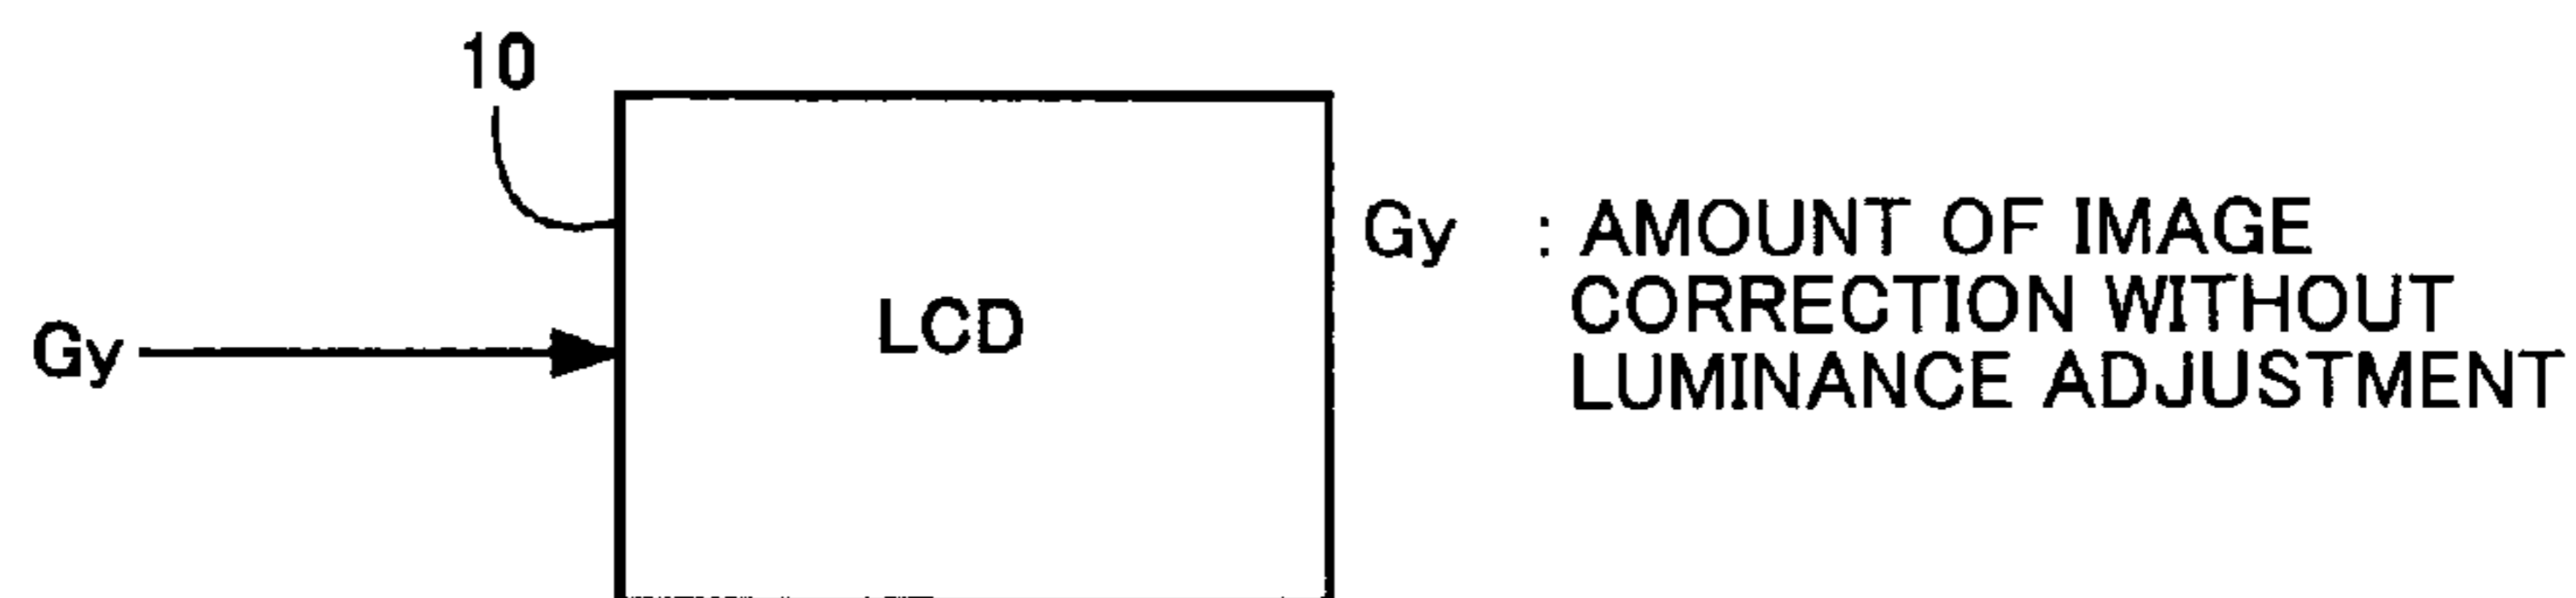 10
Gy
LCD
Gy : AMOUNT OF IMAGE
CORRECTION WITHOUT
LUMINANCE ADJUSTMENT